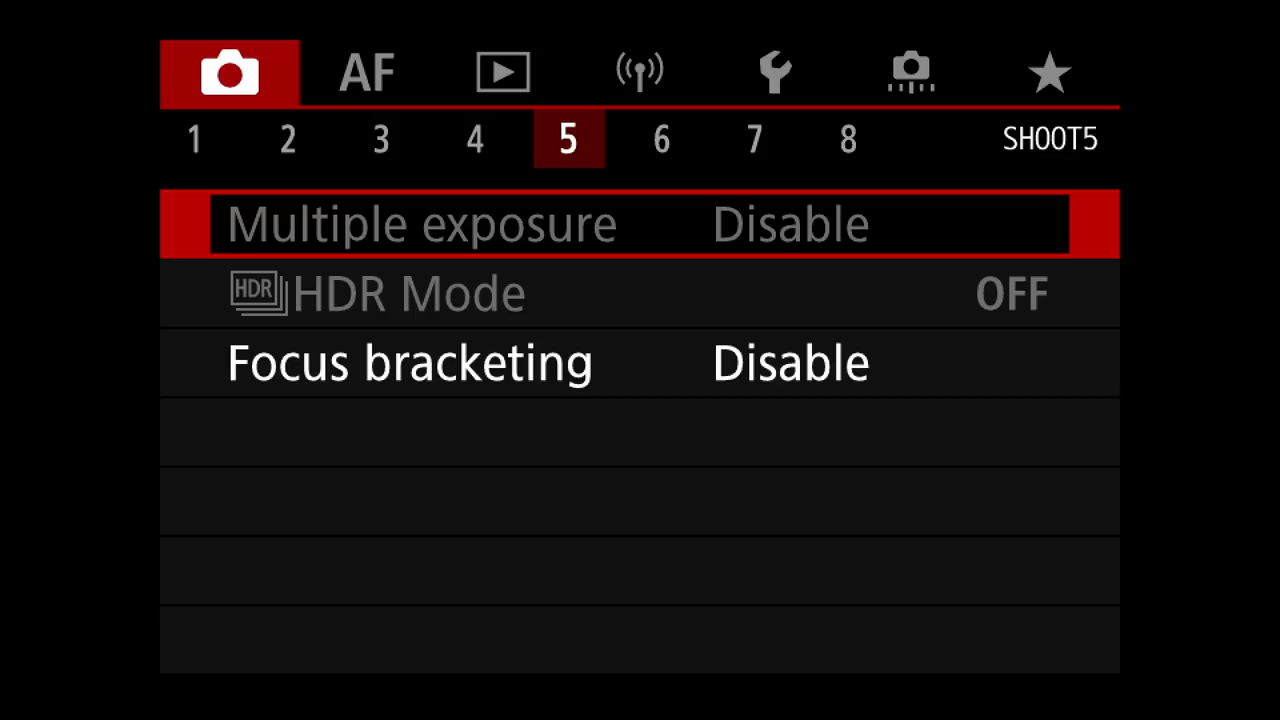 AF
1 2 3 4 5 6 7 8 SHOOT5
Multiple exposure Disable
HDR HDR Mode OFF
Focus bracketing Disable